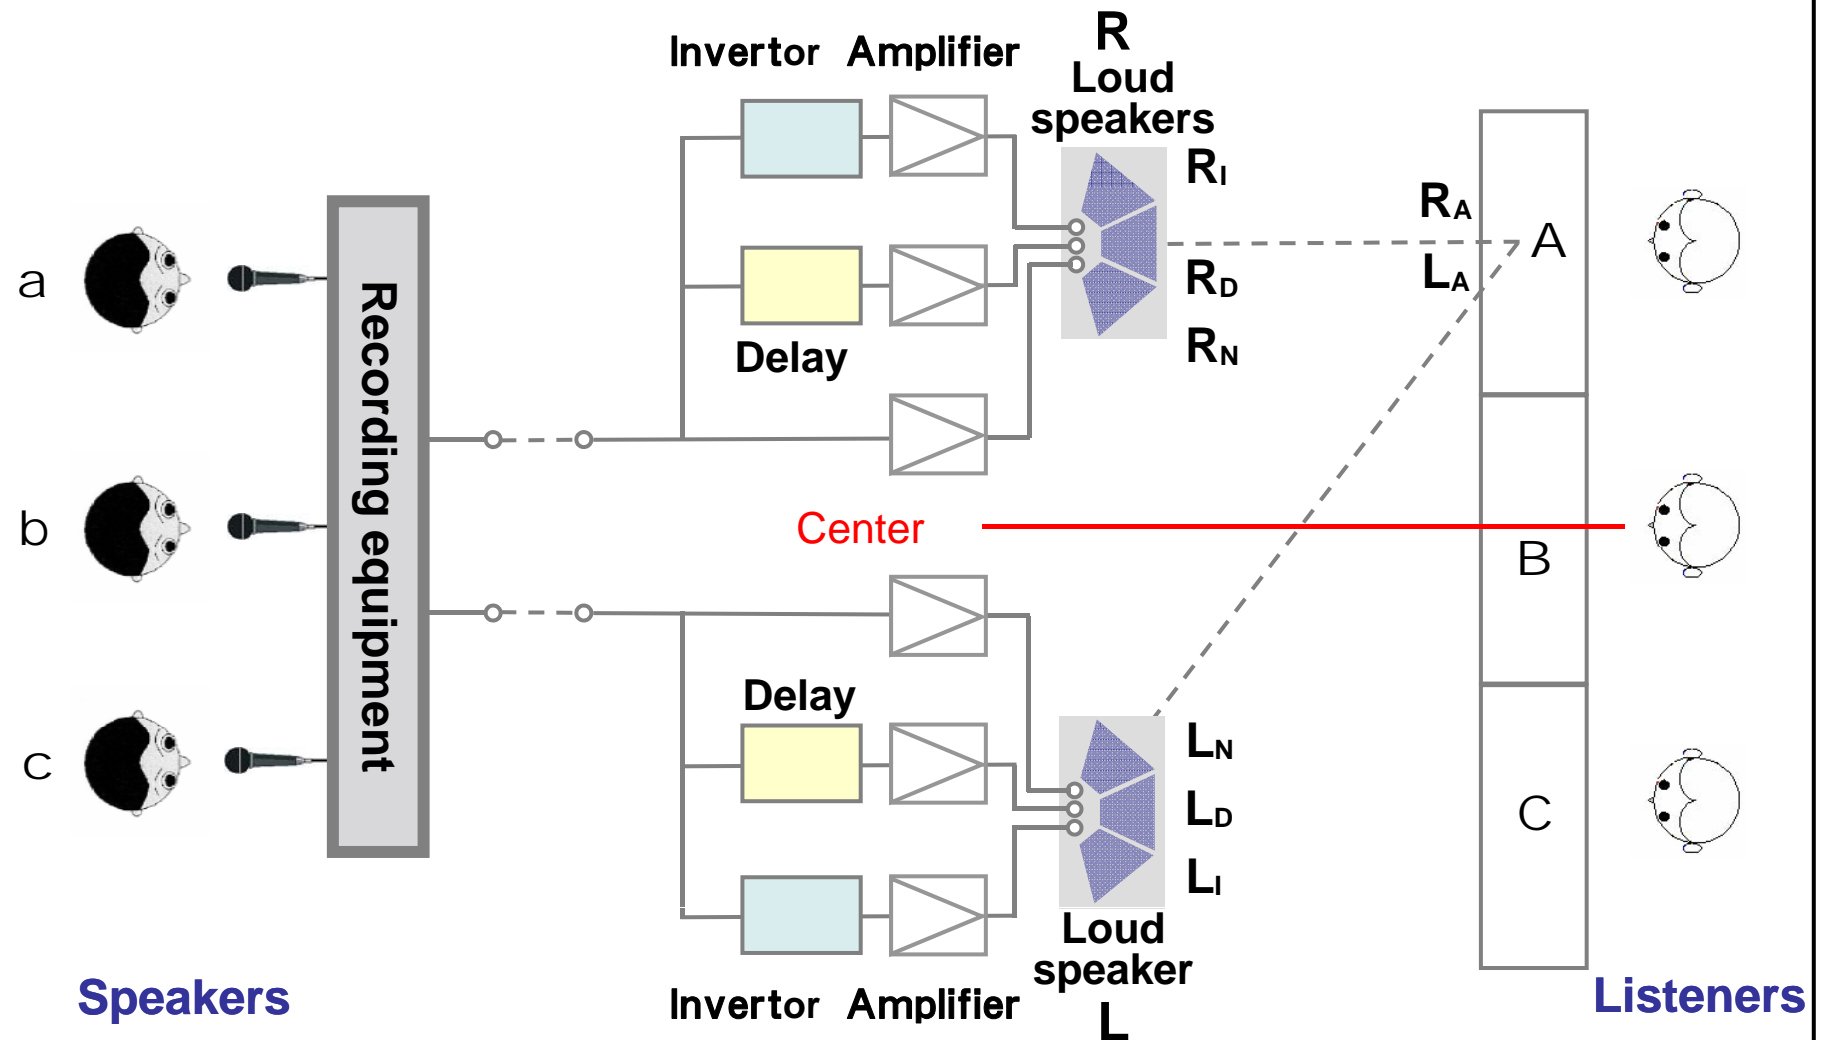 R
Invertor Amplifier
Loud
speakers
RI
RA
A
a
LA
RD
Recording equipment
Delay
RN
b
Center
B
Delay
LN
c
LD
C
LI
Loud
speaker
Speakers
Invertor Amplifier
Listeners
L